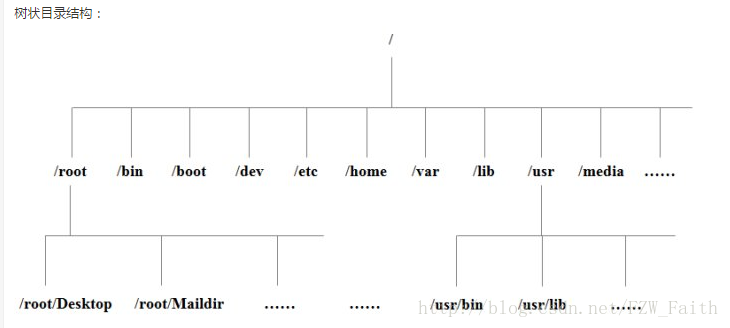 树状目录结构：
/
/root /bin /boot /dev /etc /home /var /lib /usr /media ……
/root/Desktop /root/Maildir …… …… /usr/bin /usr/lib ……
http://blog.csdn.net/FZW_Faith